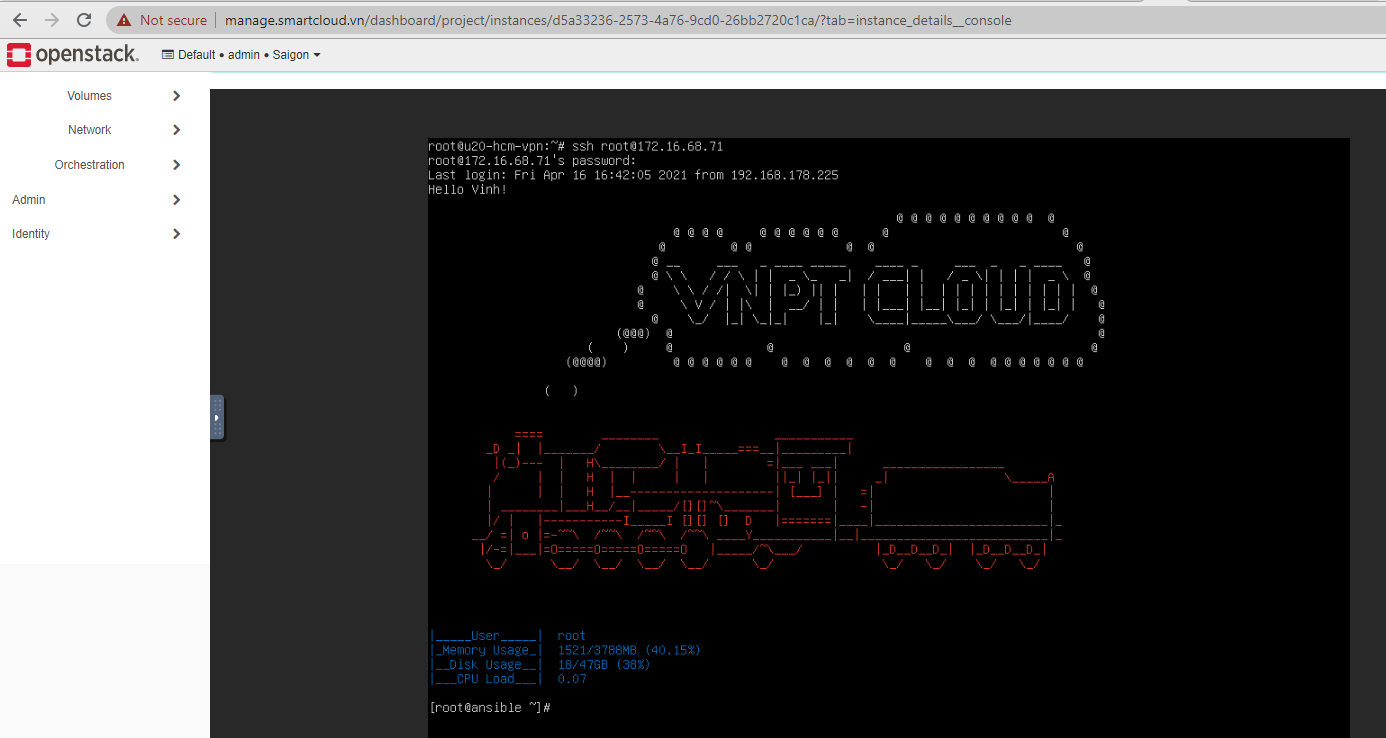 Not secure manage.smartcloud.vn/dashboard/project/instances/d5a33236-2573-4a76-9cd0-26bb2720c1ca/?tab=instance_details__console
openstack. Default • admin • Saigon
Volumes
Network
Orchestration
Admin
Identity
root@u20-hcm-vpn:~# ssh root@172.16.68.71
root@172.16.68.71's password:
Last login: Fri Apr 16 16:42:05 2021 from 192.168.178.225
Hello Vinh!
VNPT CLOUD
|_____User_____| root
|_Memory Usage_| 1521/3788MB (40.15%)
|__Disk Usage__| 18/47GB (38%)
|___CPU Load___| 0.07
[root@ansible ~]#